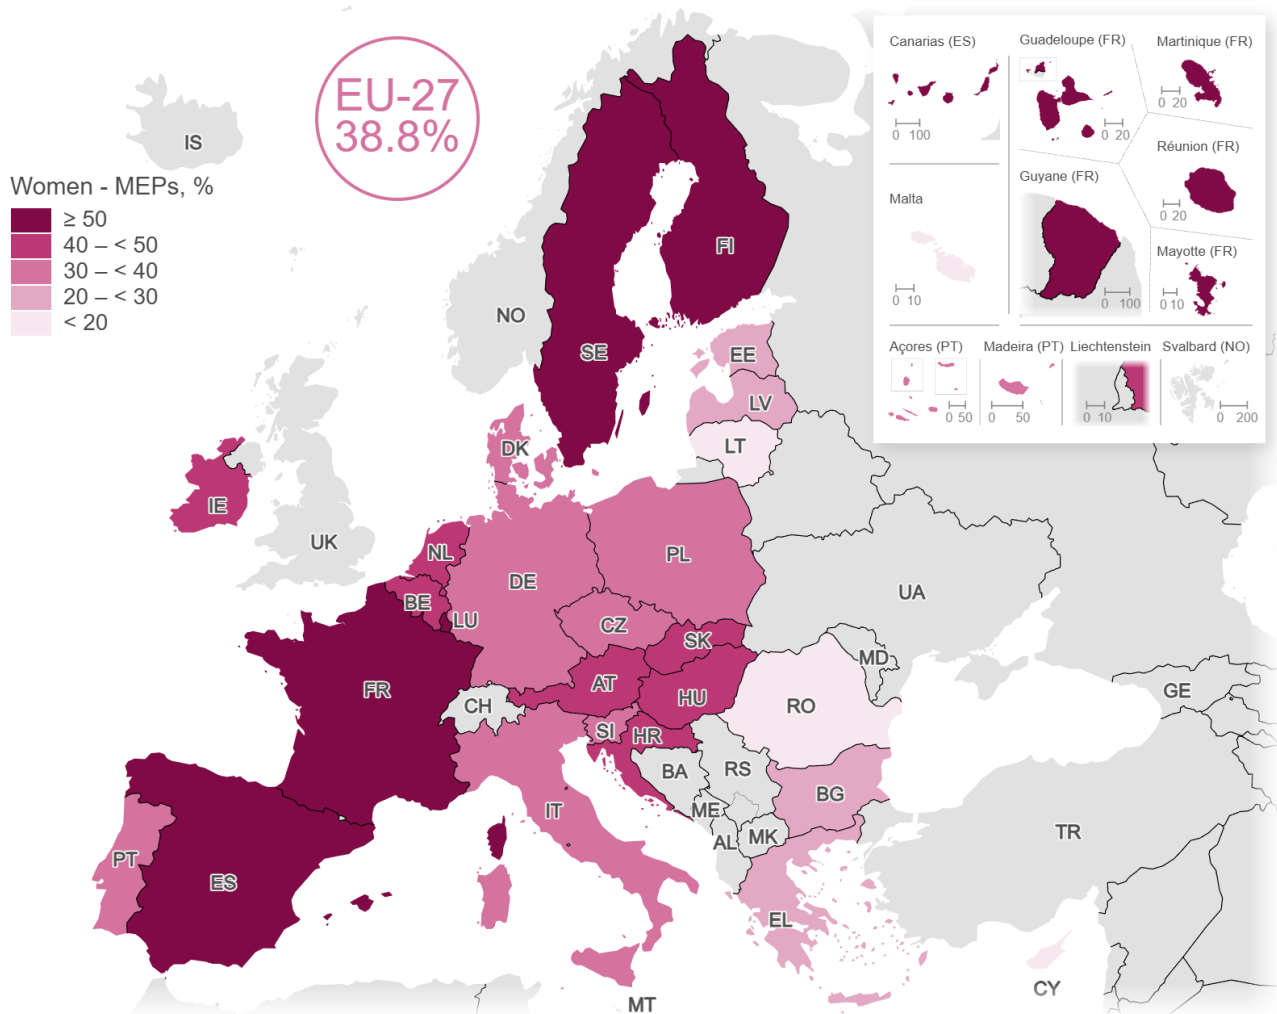 EU-27
38.8%
Women - MEPs, %
≥ 50
40 – < 50
30 – < 40
20 – < 30
< 20
Canarias (ES)
0 100
Guadeloupe (FR)
0 20
Martinique (FR)
0 20
Réunion (FR)
0 20
Guyane (FR)
0 100
Malta
0 10
Mayotte (FR)
0 10
Açores (PT)
0 50
Madeira (PT)
0 50
Liechtenstein
0 10
Svalbard (NO)
0 200
IS
FI
NO
SE
EE
LV
LT
DK
IE
UK
NL
PL
DE
BE
LU
CZ
UA
SK
MD
FR
AT
HU
CH
RO
GE
SI
HR
BA
RS
BG
IT
ME
MK
AL
TR
PT
ES
EL
CY
MT